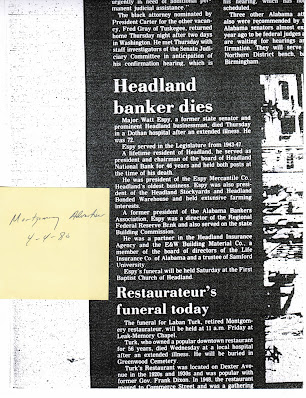 urgently in need of additional per-
manent judicial assistance.
The black attorney nominated by
President Carter for the other vacan-
cy, Fred Gray of Tuskegee, returned
home Thursday night after two days
in Washington. He met Thursday with
staff investigators of the Senate Judi-
ciary Committee in anticipation of
his confirmation hearing, which is
his hearing, which has
scheduled.
Three other Alabama
also were recommended by
Alabama senators almost
year ago to be federal judges
are waiting for hearings
firmation. They will serve
Northern District bench,
Birmingham.
Headland
banker dies
Major Watt Espy, a former state senator and
prominent Headland businessman, died Thursday
in a Dothan hospital after an extended illness. He
was 72.
Espy served in the Legislature from 1943-47.
A lifetime resident of Headland, he served as
president and chairman of the board of Headland
National Bank for 46 years and held both posts at
the time of his death.
He was president of the Espy Mercantile Co.,
Headland's oldest business. Espy was also presi-
dent of the Headland Stockyards and Headland
Bonded Warehouse and held extensive farming
interests.
A former president of the Alabama Bankers
Association, Espy was a director of the Regional
Federal Reserve Bank and also served on the state
Building Commission.
He was a partner in the Headland Insurance
Agency and the E&W Building Material Co., a
member of the board of directors of the Life
Insurance Co. of Alabama and a trustee of Samford
University.
Espy's funeral will be held Saturday at the First
Baptist Church of Headland.
Restaurateur's
funeral today
The funeral for Laban Turk, retired Montgom-
ery restaurateur, will be held at 11 a.m. Friday at
Leak-Memory Chapel.
Turk, who owned a popular downtown restaurant
for 56 years, died Wednesday at a local hospital
after an extended illness. He will be buried in
Greenwood Cemetery.
Turk's Restaurant was located on Dexter Ave-
nue in the 1920s and 1930s and was popular with
former Gov. Frank Dixon. In 1946, the restaurant
moved to Commerce Street and was a gathering
4-4-80